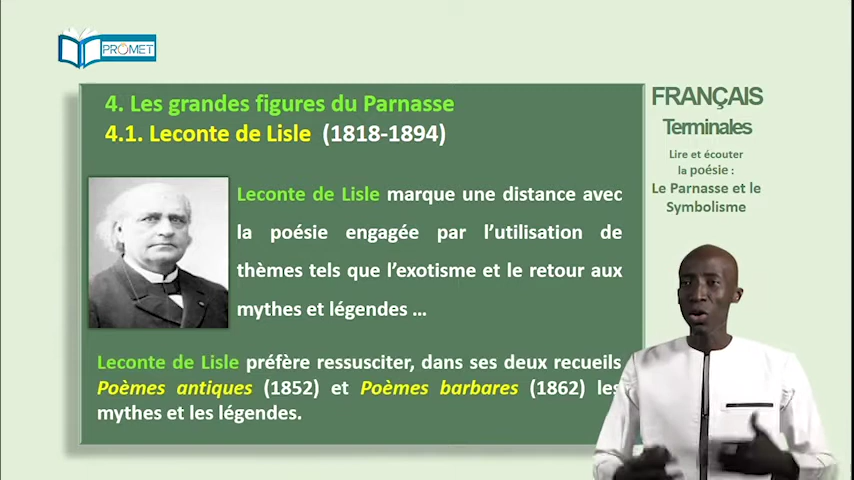 PROMET
4. Les grandes figures du Parnasse
4.1. Leconte de Lisle (1818-1894)
Leconte de Lisle marque une distance avec
la poésie engagée par l'utilisation de
thèmes tels que l'exotisme et le retour aux
mythes et légendes ...
Leconte de Lisle préfère ressusciter, dans ses deux recueils
Poèmes antiques (1852) et Poèmes barbares (1862) les
mythes et les légendes.
FRANÇAIS
Terminales
Lire et écouter
la poésie :
Le Parnasse et le
Symbolisme